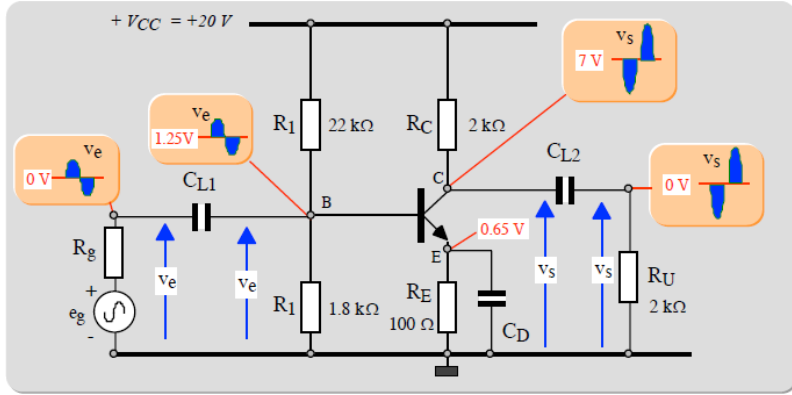 + VCC = +20 V
vs
7 V
ve
1.25V
R1
22 kΩ
RC
2 kΩ
ve
0 V
CL1
CL2
vs
0 V
C
B
0.65 V
E
Rg
ve
ve
vs
vs
RU
2 kΩ
+
eg
-
R1
1.8 kΩ
RE
100 Ω
CD